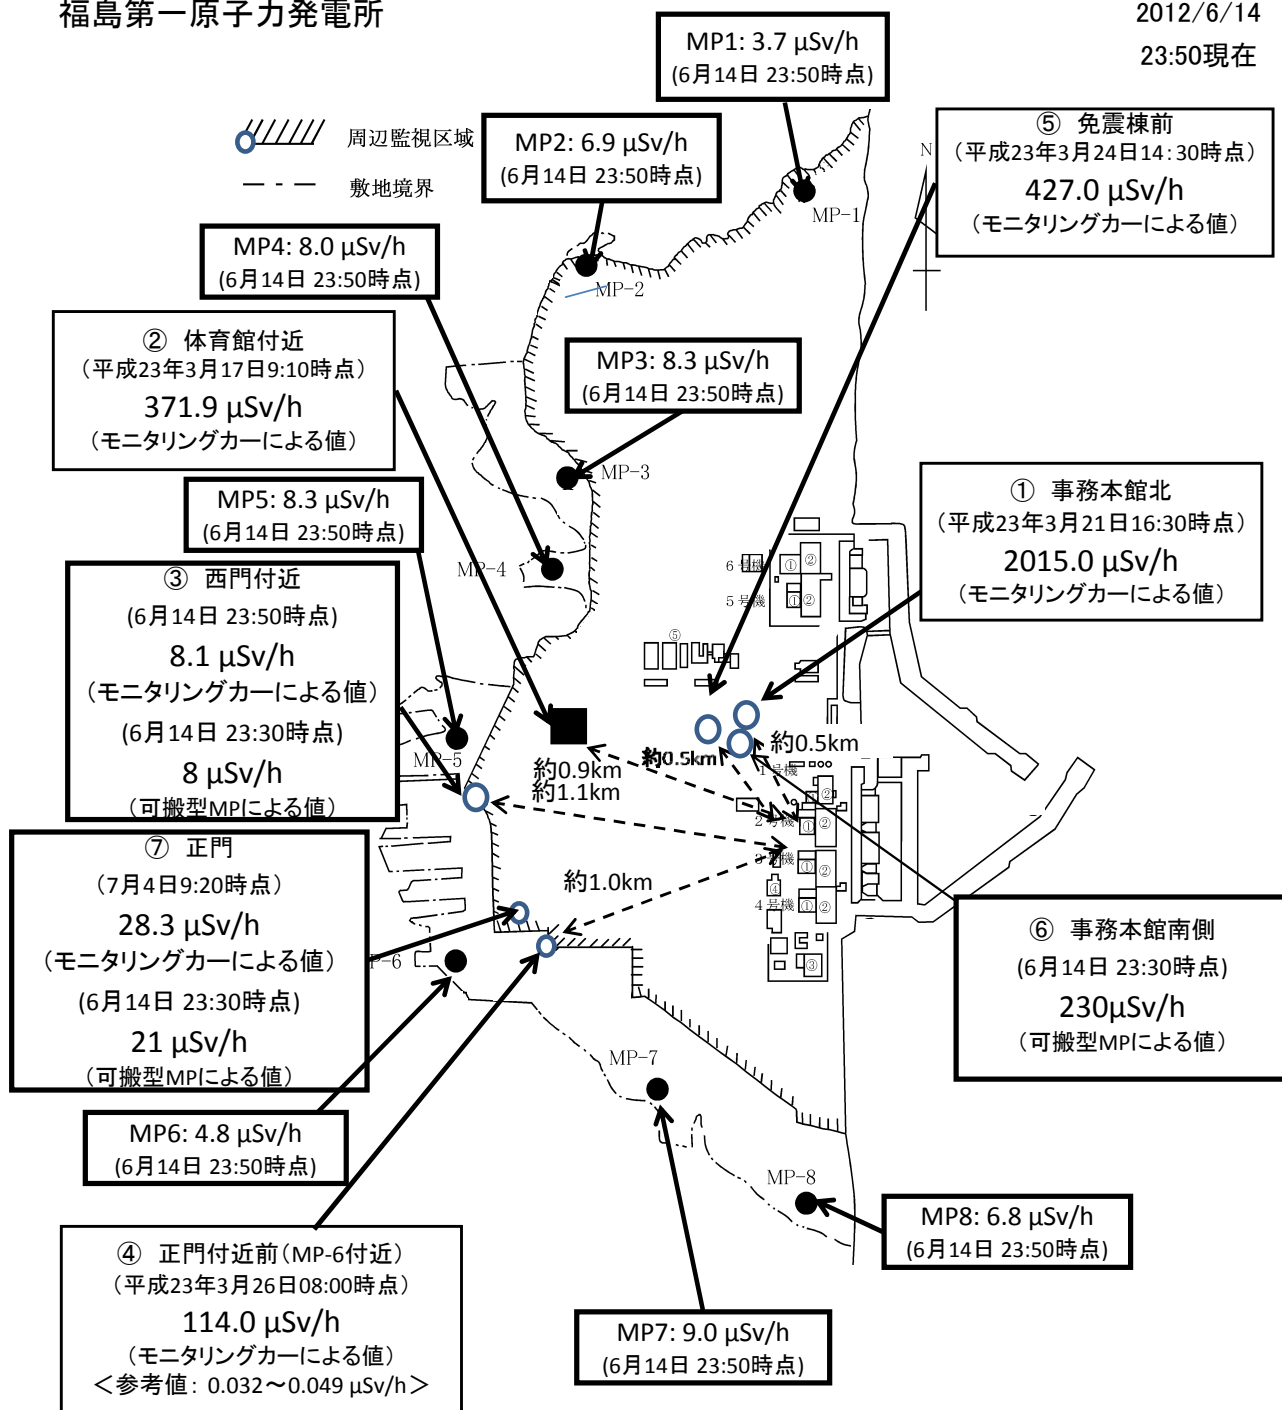 福島第一原子力発電所
2012/6/14
23:50現在
周辺監視区域
敷地境界
MP1: 3.7 μSv/h
(6月14日 23:50時点)
MP2: 6.9 μSv/h
(6月14日 23:50時点)
⑤ 免震棟前
(平成23年3月24日14:30時点)
427.0 μSv/h
(モニタリングカーによる値)
N
MP-1
MP4: 8.0 μSv/h
(6月14日 23:50時点)
MP-2
② 体育館付近
(平成23年3月17日9:10時点)
371.9 μSv/h
(モニタリングカーによる値)
MP3: 8.3 μSv/h
(6月14日 23:50時点)
MP-3
MP5: 8.3 μSv/h
(6月14日 23:50時点)
① 事務本館北
(平成23年3月21日16:30時点)
2015.0 μSv/h
(モニタリングカーによる値)
MP-4
③ 西門付近
(6月14日 23:50時点)
8.1 μSv/h
(モニタリングカーによる値)
(6月14日 23:30時点)
8 μSv/h
(可搬型MPによる値)
6号機
① ②
5号機
① ②
⑤
MP-5
約0.9km
約1.1km
約0.5km
約0.5km
1号機
②
2号機
① ②
3号機
① ②
④
4号機
① ②
③
約1.0km
⑦ 正門
(7月4日9:20時点)
28.3 μSv/h
(モニタリングカーによる値)
(6月14日 23:30時点)
21 μSv/h
(可搬型MPによる値)
P-6
⑥ 事務本館南側
(6月14日 23:30時点)
230μSv/h
(可搬型MPによる値)
MP-7
MP6: 4.8 μSv/h
(6月14日 23:50時点)
MP-8
MP8: 6.8 μSv/h
(6月14日 23:50時点)
④ 正門付近前(MP-6付近)
(平成23年3月26日08:00時点)
114.0 μSv/h
(モニタリングカーによる値)
<参考値: 0.032~0.049 μSv/h>
MP7: 9.0 μSv/h
(6月14日 23:50時点)